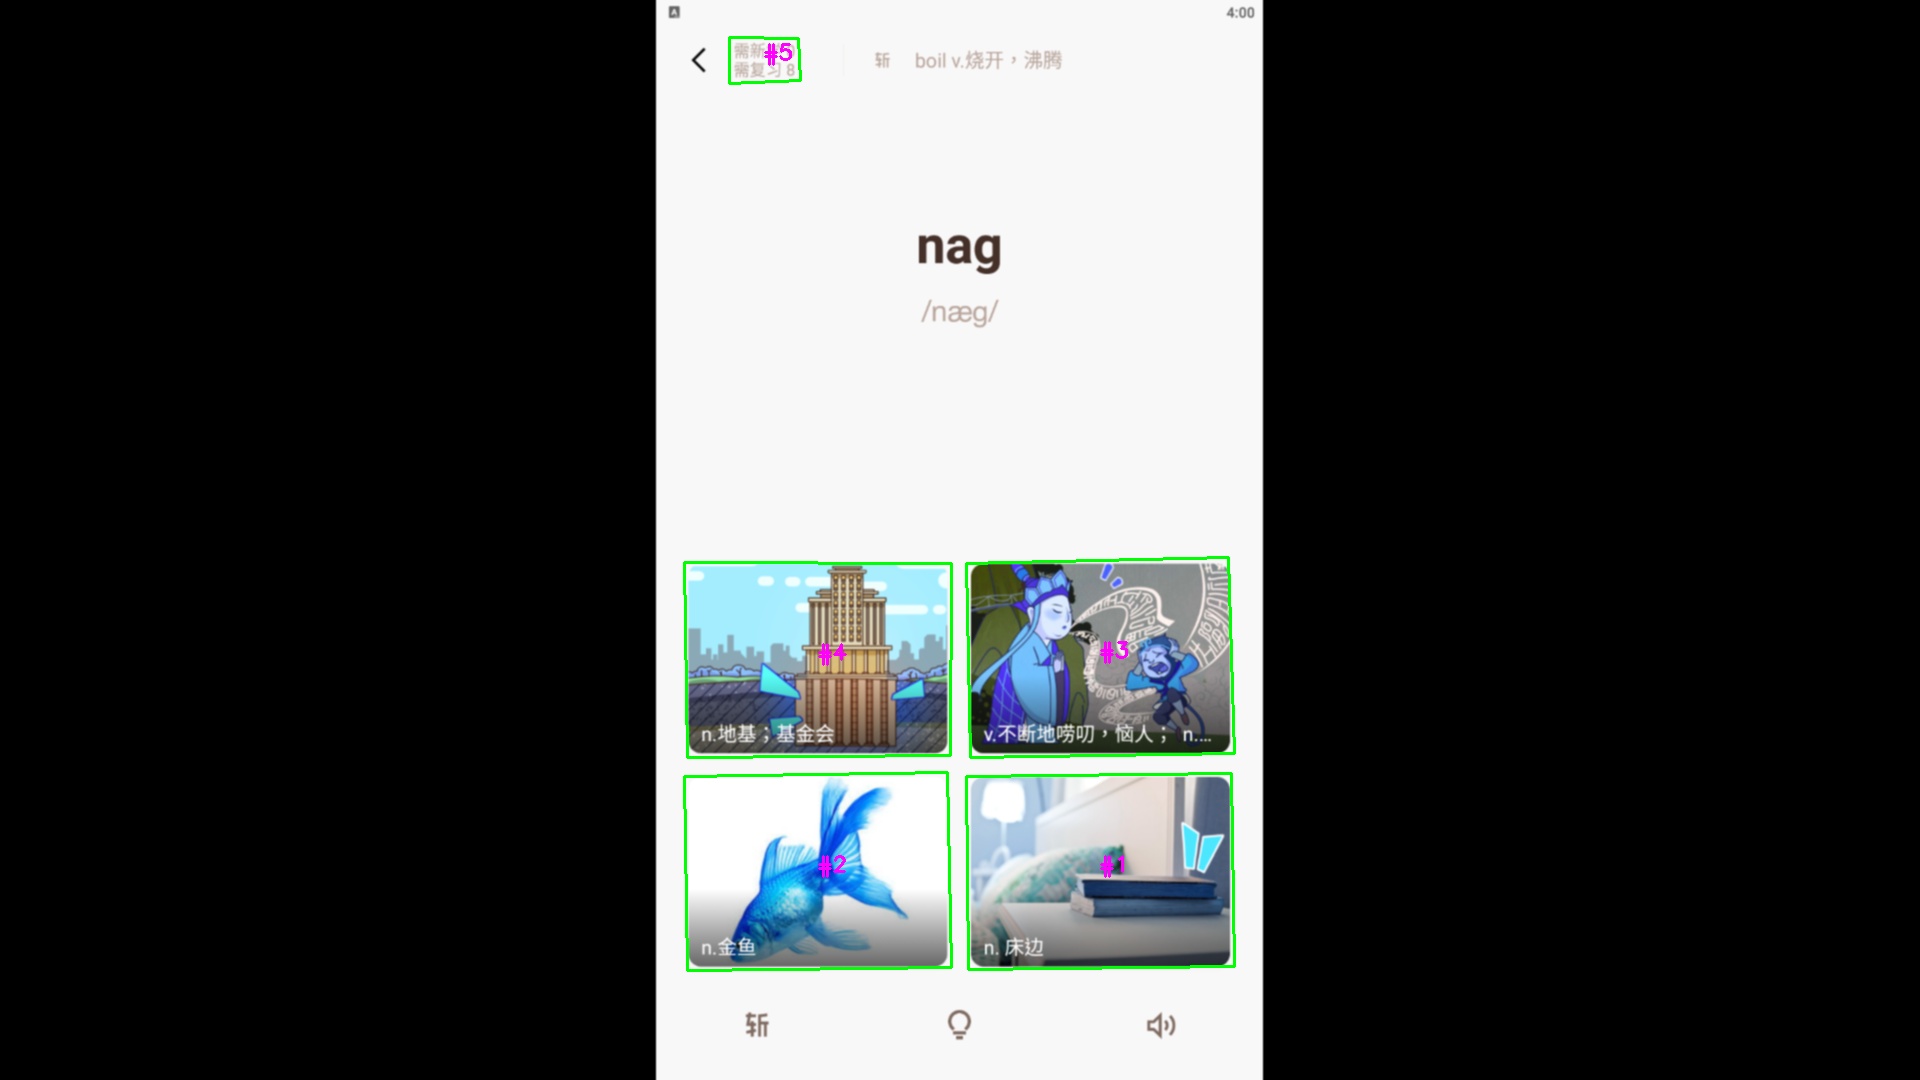 4:00
需新
#5
需复习 8
斩 boil v.烧开，沸腾
nag
/næg/
#4
#3
n.地基；基金会
v.不断地唠叨，恼人； n....
#2
#1
n.金鱼
n. 床边
斩